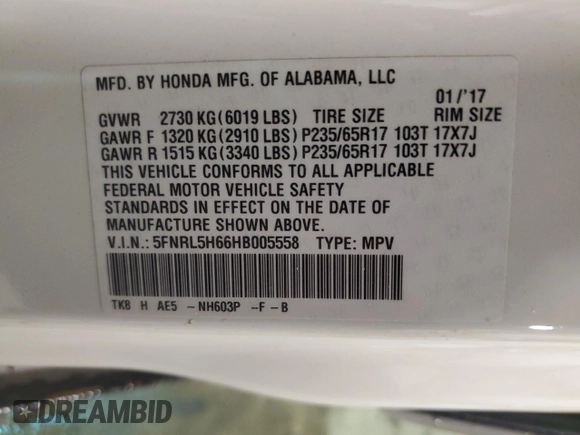 MFD. BY HONDA MFG. OF ALABAMA, LLC
01/'17
GVWR 2730 KG(6019 LBS) TIRE SIZE RIM SIZE
GAWR F 1320 KG(2910 LBS) P235/65R17 103T 17X7J
GAWR R 1515 KG(3340 LBS) P235/65R17 103T 17X7J
THIS VEHICLE CONFORMS TO ALL APPLICABLE
FEDERAL MOTOR VEHICLE SAFETY
STANDARDS IN EFFECT ON THE DATE OF
MANUFACTURE SHOWN ABOVE.
V.I.N.: 5FNRL5H66HB005558 TYPE: MPV
TK8 H AE5 -NH603P -F-B
DREAMBID